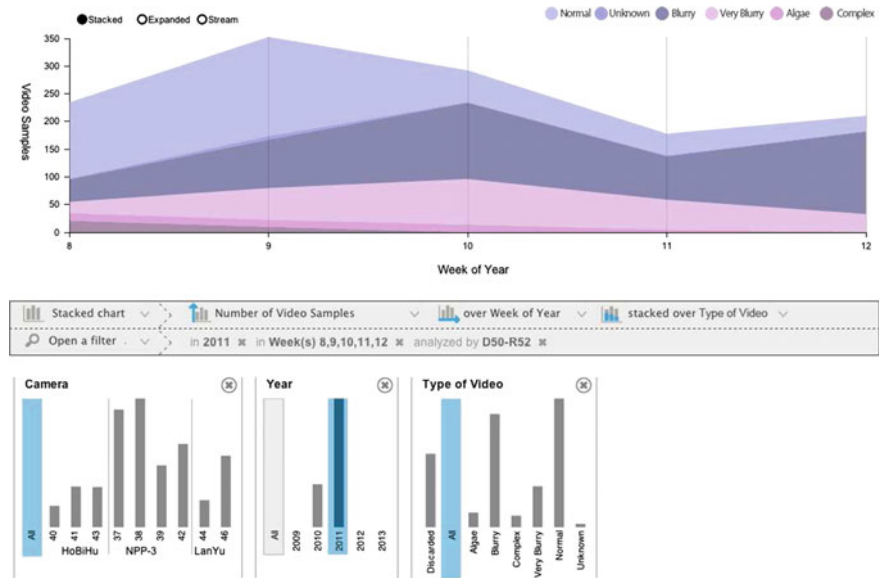 Stacked Expanded Stream
Normal Unknown Blurry Very Blurry Algae Complex
350
300
250
200
150
100
50
0
Video Samples
8 9 10 11 12
Week of Year
Stacked chart Number of Video Samples over Week of Year stacked over Type of Video
Open a filter in 2011 in Week(s) 8,9,10,11,12 analyzed by D50-R52
Camera
All 40 41 43 37 38 39 42 44 46
HoBiHu NPP-3 LanYu
Year
All 2009 2010 2011 2012 2013
Type of Video
Discarded All Algae Blurry Complex Very Blurry Normal Unknown